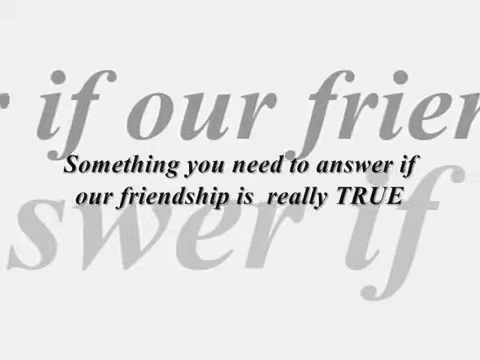 r if our frien
Something you need to answer if
our friendship is really TRUE
swer if